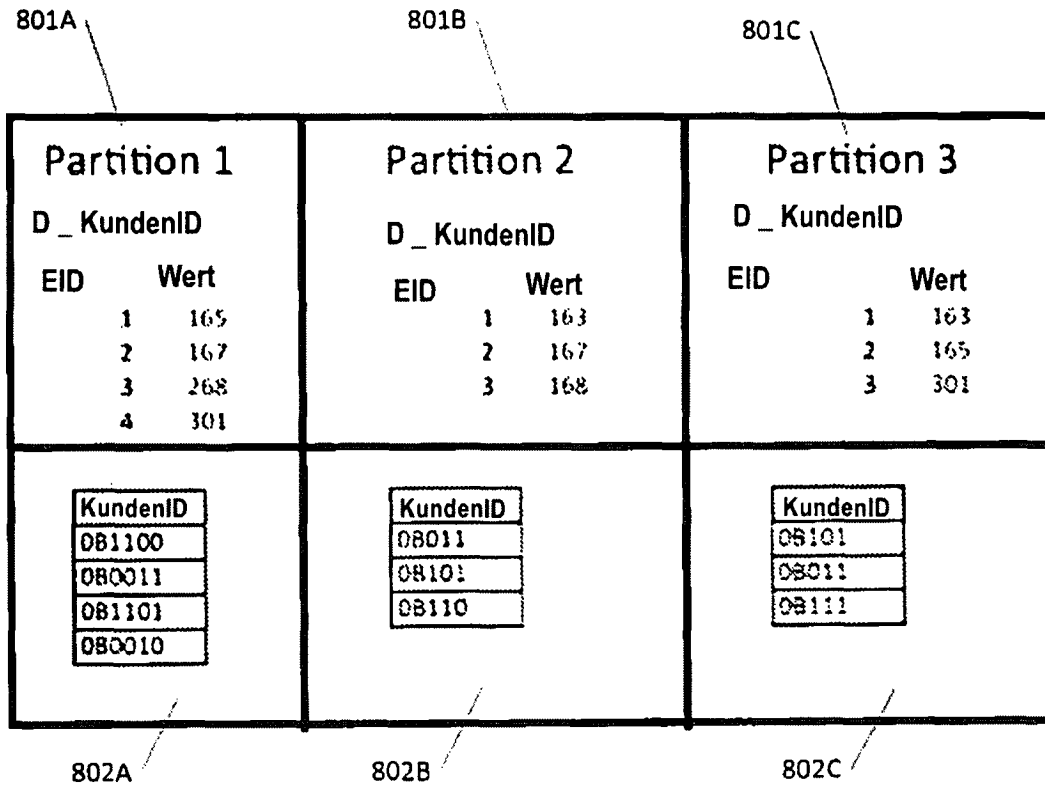 801A
801B
801C
Partition 1
D _ KundenID
EID Wert
1 165
2 167
3 268
4 301
Partition 2
D _ KundenID
EID Wert
1 163
2 167
3 168
Partition 3
D _ KundenID
EID Wert
1 163
2 165
3 301
KundenID
0B1100
0B0011
0B1101
0B0010
KundenID
0B011
0B101
0B110
KundenID
0B101
0B011
0B111
802A
802B
802C